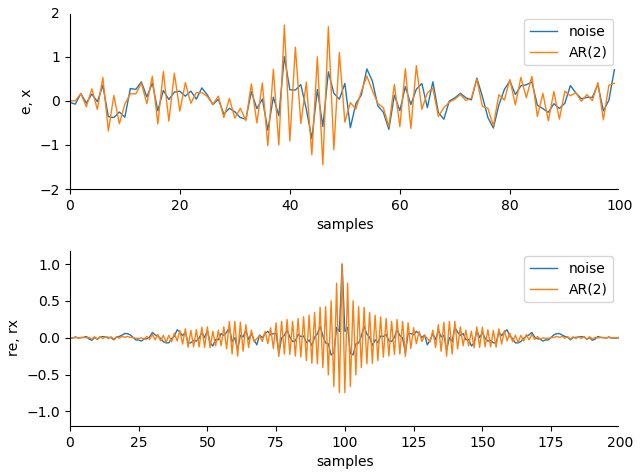 2
noise
AR(2)
1
e, x
0
−1
−2
0 20 40 60 80 100
samples
1.0
noise
AR(2)
0.5
re, rx
0.0
−0.5
−1.0
0 25 50 75 100 125 150 175 200
samples